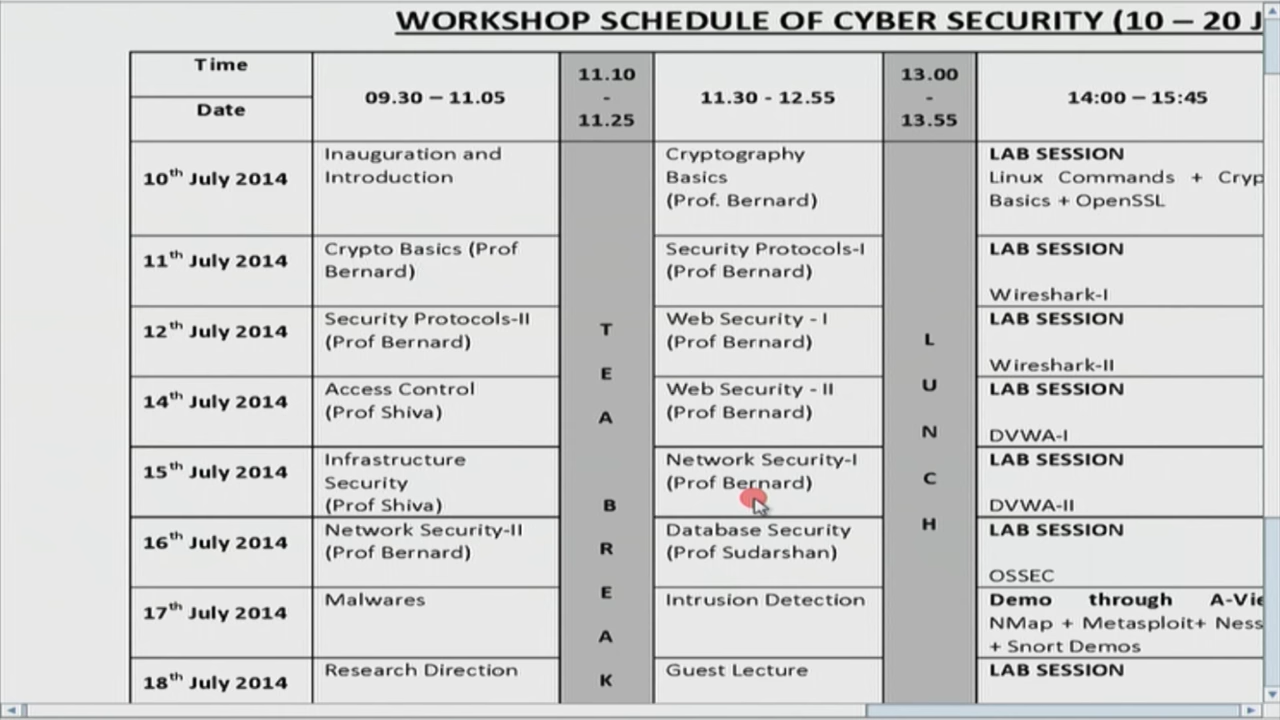 WORKSHOP SCHEDULE OF CYBER SECURITY (10 – 20 J
Time
Date
09.30 – 11.05
11.10
-
11.25
11.30 - 12.55
13.00
-
13.55
14:00 – 15:45
10th July 2014
Inauguration and
Introduction
Cryptography
Basics
(Prof. Bernard)
LAB SESSION
Linux Commands + Cryp
Basics + OpenSSL
11th July 2014
Crypto Basics (Prof
Bernard)
Security Protocols-I
(Prof Bernard)
LAB SESSION
Wireshark-I
12th July 2014
Security Protocols-II
(Prof Bernard)
Web Security - I
(Prof Bernard)
LAB SESSION
Wireshark-II
14th July 2014
Access Control
(Prof Shiva)
Web Security - II
(Prof Bernard)
LAB SESSION
DVWA-I
15th July 2014
Infrastructure
Security
(Prof Shiva)
Network Security-I
(Prof Bernard)
LAB SESSION
DVWA-II
16th July 2014
Network Security-II
(Prof Bernard)
Database Security
(Prof Sudarshan)
LAB SESSION
OSSEC
17th July 2014
Malwares
Intrusion Detection
Demo through A-Vie
NMap + Metasploit+ Ness
+ Snort Demos
18th July 2014
Research Direction
Guest Lecture
LAB SESSION
T
E
A
B
R
E
A
K
L
U
N
C
H